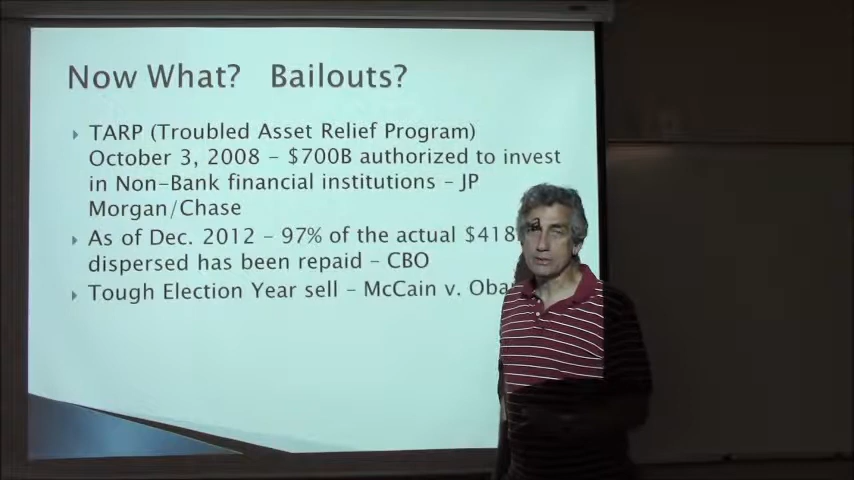 Now What? Bailouts?
TARP (Troubled Asset Relief Program)
October 3, 2008 – $700B authorized to invest
in Non-Bank financial institutions – JP
Morgan/Chase
As of Dec. 2012 – 97% of the actual $418
dispersed has been repaid – CBO
Tough Election Year sell – McCain v.